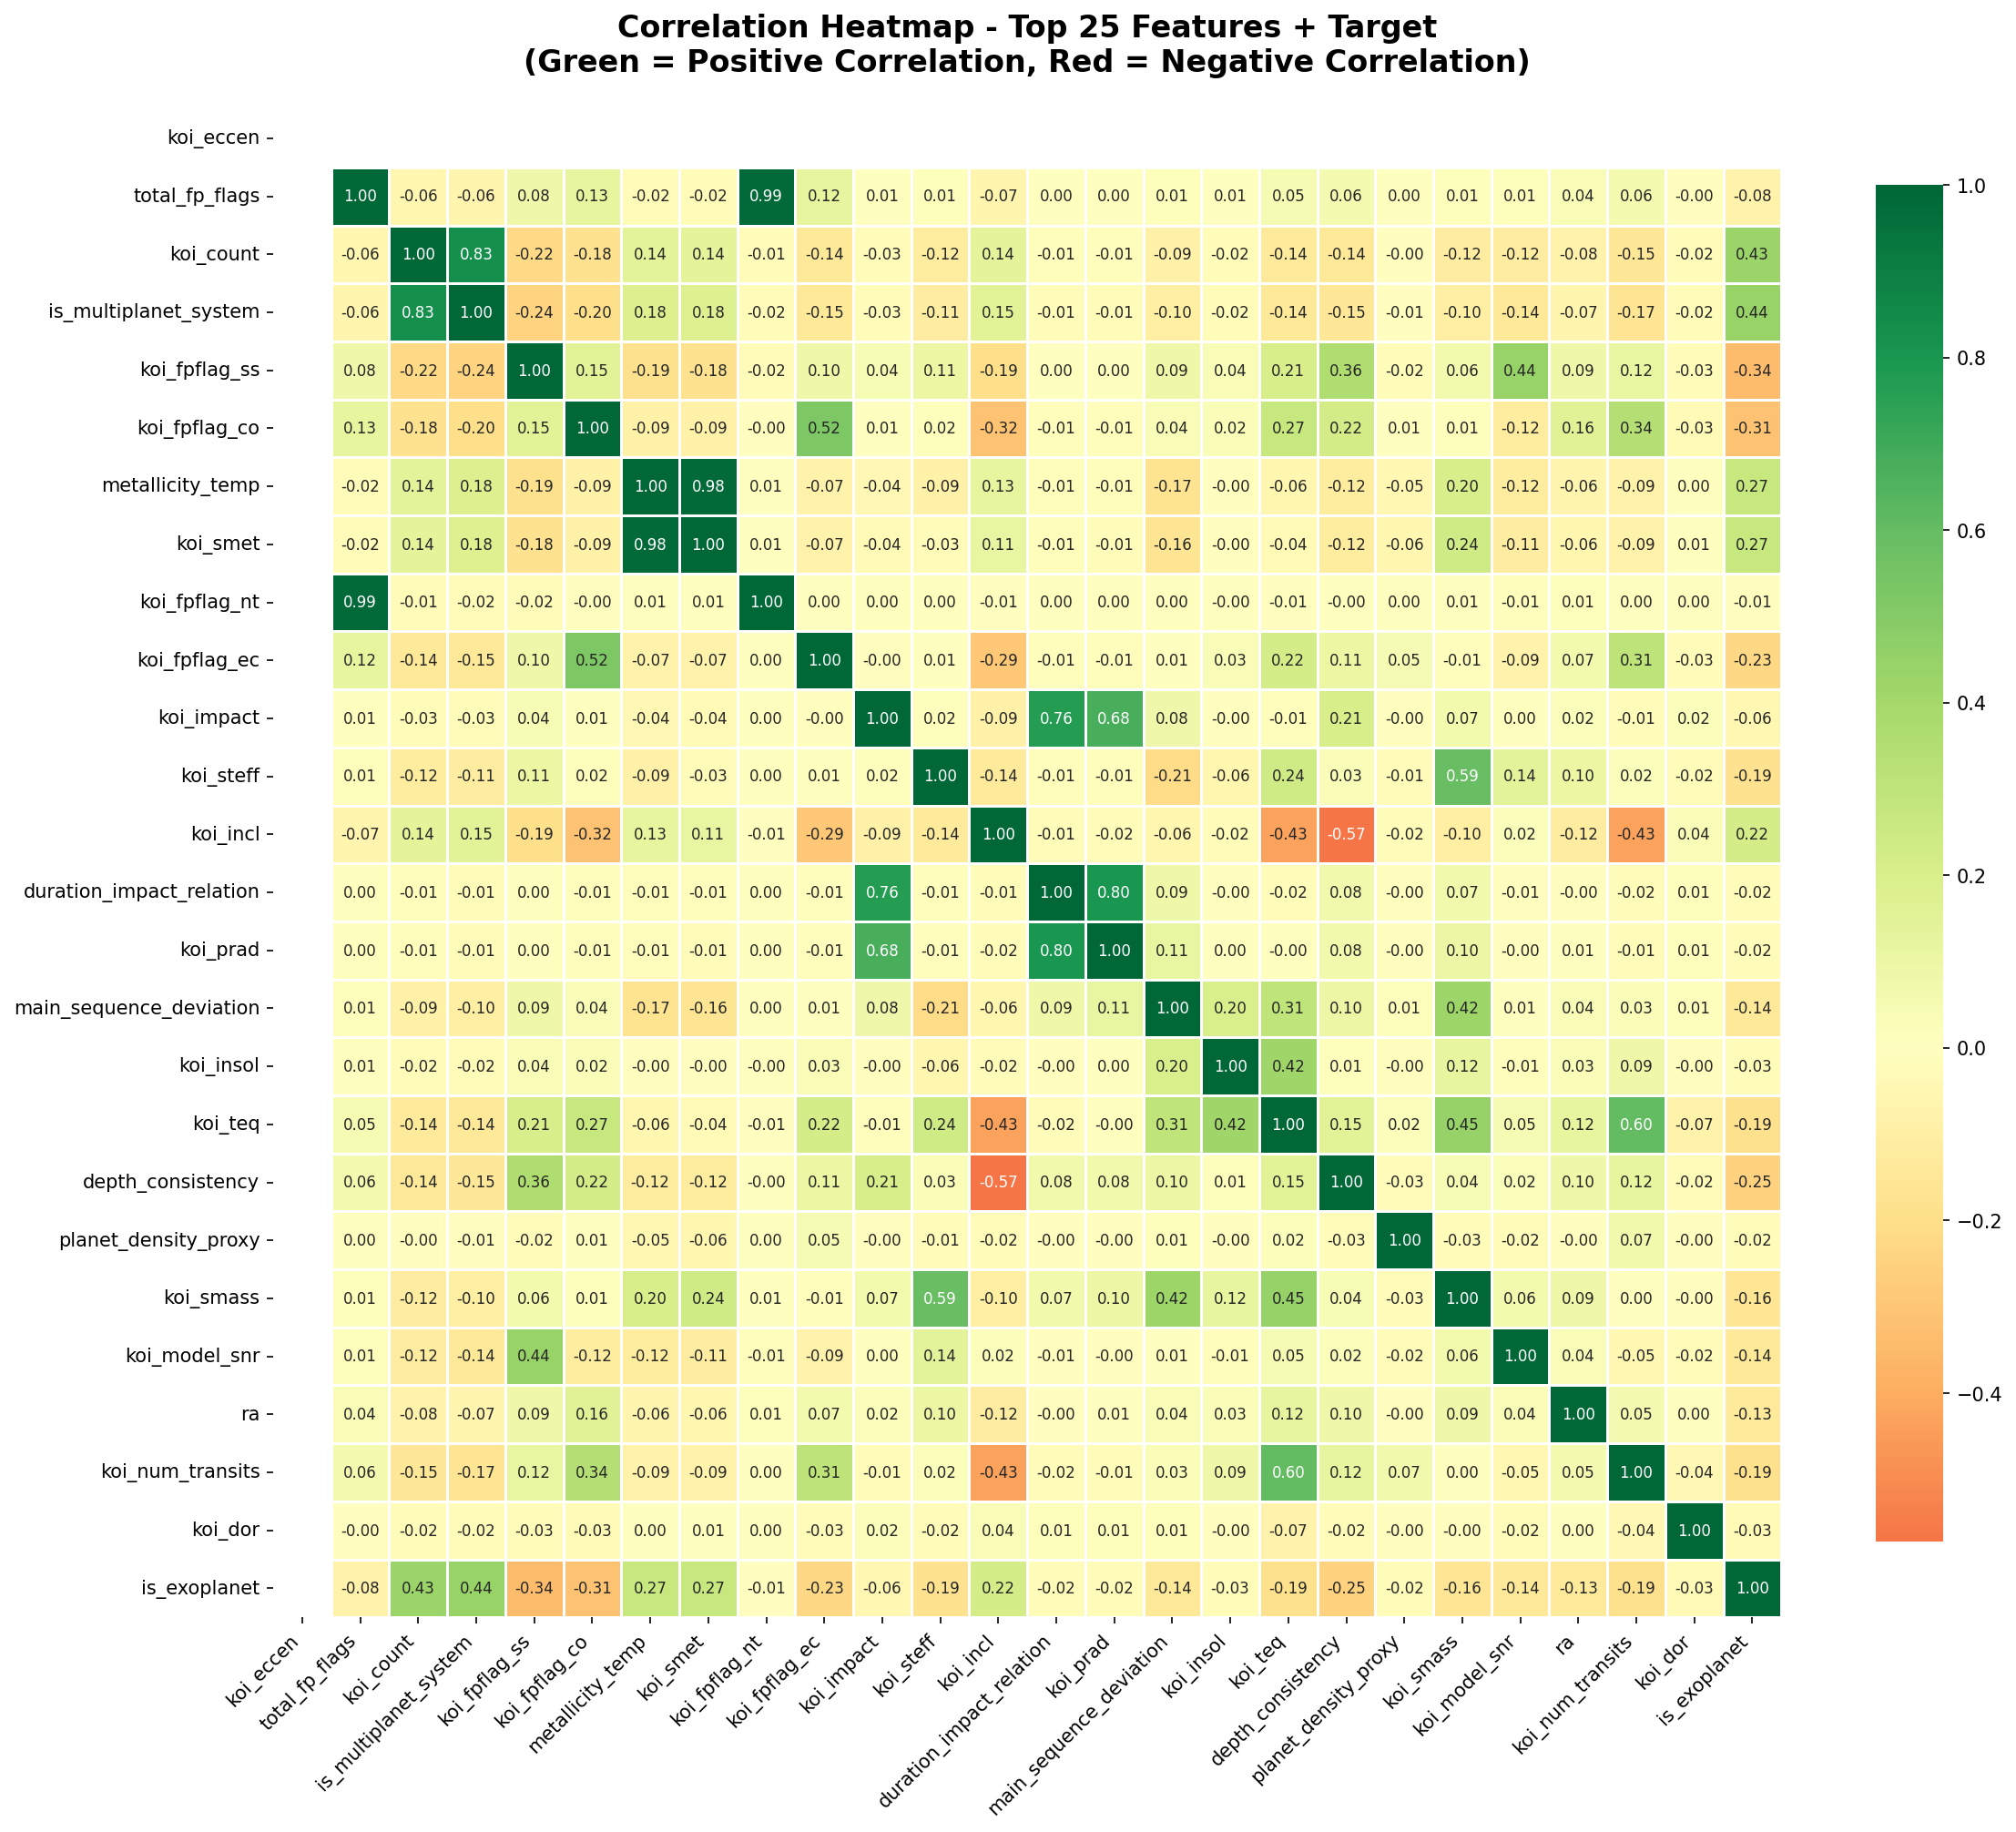 Correlation Heatmap - Top 25 Features + Target
(Green = Positive Correlation, Red = Negative Correlation)
koi_eccen
total_fp_flags 1.00 -0.06 -0.06 0.08 0.13 -0.02 -0.02 0.99 0.12 0.01 0.01 -0.07 0.00 0.00 0.01 0.01 0.05 0.06 0.00 0.01 0.01 0.04 0.06 -0.00 -0.08
koi_count -0.06 1.00 0.83 -0.22 -0.18 0.14 0.14 -0.01 -0.14 -0.03 -0.12 0.14 -0.01 -0.01 -0.09 -0.02 -0.14 -0.14 -0.00 -0.12 -0.12 -0.08 -0.15 -0.02 0.43
is_multiplanet_system -0.06 0.83 1.00 -0.24 -0.20 0.18 0.18 -0.02 -0.15 -0.03 -0.11 0.15 -0.01 -0.01 -0.10 -0.02 -0.14 -0.15 -0.01 -0.10 -0.14 -0.07 -0.17 -0.02 0.44
koi_fpflag_ss 0.08 -0.22 -0.24 1.00 0.15 -0.19 -0.18 -0.02 0.10 0.04 0.11 -0.19 0.00 0.00 0.09 0.04 0.21 0.36 -0.02 0.06 0.44 0.09 0.12 -0.03 -0.34
koi_fpflag_co 0.13 -0.18 -0.20 0.15 1.00 -0.09 -0.09 -0.00 0.52 0.01 0.02 -0.32 -0.01 -0.01 0.04 0.02 0.27 0.22 0.01 0.01 -0.12 0.16 0.34 -0.03 -0.31
metallicity_temp -0.02 0.14 0.18 -0.19 -0.09 1.00 0.98 0.01 -0.07 -0.04 -0.09 0.13 -0.01 -0.01 -0.17 -0.00 -0.06 -0.12 -0.05 0.20 -0.12 -0.06 -0.09 0.00 0.27
koi_smet -0.02 0.14 0.18 -0.18 -0.09 0.98 1.00 0.01 -0.07 -0.04 -0.03 0.11 -0.01 -0.01 -0.16 -0.00 -0.04 -0.12 -0.06 0.24 -0.11 -0.06 -0.09 0.01 0.27
koi_fpflag_nt 0.99 -0.01 -0.02 -0.02 -0.00 0.01 0.01 1.00 0.00 0.00 0.00 -0.01 0.00 0.00 0.00 -0.00 -0.01 -0.00 0.00 0.01 -0.01 0.01 0.00 0.00 -0.01
koi_fpflag_ec 0.12 -0.14 -0.15 0.10 0.52 -0.07 -0.07 0.00 1.00 -0.00 0.01 -0.29 -0.01 -0.01 0.01 0.03 0.22 0.11 0.05 -0.01 -0.09 0.07 0.31 -0.03 -0.23
koi_impact 0.01 -0.03 -0.03 0.04 0.01 -0.04 -0.04 0.00 -0.00 1.00 0.02 -0.09 0.76 0.68 0.08 -0.00 -0.01 0.21 -0.00 0.07 0.00 0.02 -0.01 0.02 -0.06
koi_steff 0.01 -0.12 -0.11 0.11 0.02 -0.09 -0.03 0.00 0.01 0.02 1.00 -0.14 -0.01 -0.01 -0.21 -0.06 0.24 0.03 -0.01 0.59 0.14 0.10 0.02 -0.02 -0.19
koi_incl -0.07 0.14 0.15 -0.19 -0.32 0.13 0.11 -0.01 -0.29 -0.09 -0.14 1.00 -0.01 -0.02 -0.06 -0.02 -0.43 -0.57 -0.02 -0.10 0.02 -0.12 -0.43 0.04 0.22
duration_impact_relation 0.00 -0.01 -0.01 0.00 -0.01 -0.01 -0.01 0.00 -0.01 0.76 -0.01 -0.01 1.00 0.80 0.09 -0.00 -0.02 0.08 -0.00 0.07 -0.01 -0.00 -0.02 0.01 -0.02
koi_prad 0.00 -0.01 -0.01 0.00 -0.01 -0.01 -0.01 0.00 -0.01 0.68 -0.01 -0.02 0.80 1.00 0.11 0.00 -0.00 0.08 -0.00 0.10 -0.00 0.01 -0.01 0.01 -0.02
main_sequence_deviation 0.01 -0.09 -0.10 0.09 0.04 -0.17 -0.16 0.00 0.01 0.08 -0.21 -0.06 0.09 0.11 1.00 0.20 0.31 0.10 0.01 0.42 0.01 0.04 0.03 0.01 -0.14
koi_insol 0.01 -0.02 -0.02 0.04 0.02 -0.00 -0.00 -0.00 0.03 -0.00 -0.06 -0.02 -0.00 0.00 0.20 1.00 0.42 0.01 -0.00 0.12 -0.01 0.03 0.09 -0.00 -0.03
koi_teq 0.05 -0.14 -0.14 0.21 0.27 -0.06 -0.04 -0.01 0.22 -0.01 0.24 -0.43 -0.02 -0.00 0.31 0.42 1.00 0.15 0.02 0.45 0.05 0.12 0.60 -0.07 -0.19
depth_consistency 0.06 -0.14 -0.15 0.36 0.22 -0.12 -0.12 -0.00 0.11 0.21 0.03 -0.57 0.08 0.08 0.10 0.01 0.15 1.00 -0.03 0.04 0.02 0.10 0.12 -0.02 -0.25
planet_density_proxy 0.00 -0.00 -0.01 -0.02 0.01 -0.05 -0.06 0.00 0.05 -0.00 -0.01 -0.02 -0.00 -0.00 0.01 -0.00 0.02 -0.03 1.00 -0.03 -0.02 -0.00 0.07 -0.00 -0.02
koi_smass 0.01 -0.12 -0.10 0.06 0.01 0.20 0.24 0.01 -0.01 0.07 0.59 -0.10 0.07 0.10 0.42 0.12 0.45 0.04 -0.03 1.00 0.06 0.09 0.00 -0.00 -0.16
koi_model_snr 0.01 -0.12 -0.14 0.44 -0.12 -0.12 -0.11 -0.01 -0.09 0.00 0.14 0.02 -0.01 -0.00 0.01 -0.01 0.05 0.02 -0.02 0.06 1.00 0.04 -0.05 -0.02 -0.14
ra 0.04 -0.08 -0.07 0.09 0.16 -0.06 -0.06 0.01 0.07 0.02 0.10 -0.12 -0.00 0.01 0.04 0.03 0.12 0.10 -0.00 0.09 0.04 1.00 0.05 0.00 -0.13
koi_num_transits 0.06 -0.15 -0.17 0.12 0.34 -0.09 -0.09 0.00 0.31 -0.01 0.02 -0.43 -0.02 -0.01 0.03 0.09 0.60 0.12 0.07 0.00 -0.05 0.05 1.00 -0.04 -0.19
koi_dor -0.00 -0.02 -0.02 -0.03 -0.03 0.00 0.01 0.00 -0.03 0.02 -0.02 0.04 0.01 0.01 0.01 -0.00 -0.07 -0.02 -0.00 -0.00 -0.02 0.00 -0.04 1.00 -0.03
is_exoplanet -0.08 0.43 0.44 -0.34 -0.31 0.27 0.27 -0.01 -0.23 -0.06 -0.19 0.22 -0.02 -0.02 -0.14 -0.03 -0.19 -0.25 -0.02 -0.16 -0.14 -0.13 -0.19 -0.03 1.00
koi_eccen
total_fp_flags
koi_count
is_multiplanet_system
koi_fpflag_ss
koi_fpflag_co
metallicity_temp
koi_smet
koi_fpflag_nt
koi_fpflag_ec
koi_impact
koi_steff
koi_incl
duration_impact_relation
koi_prad
main_sequence_deviation
koi_insol
koi_teq
depth_consistency
planet_density_proxy
koi_smass
koi_model_snr
ra
koi_num_transits
koi_dor
is_exoplanet
1.0
0.8
0.6
0.4
0.2
0.0
−0.2
−0.4